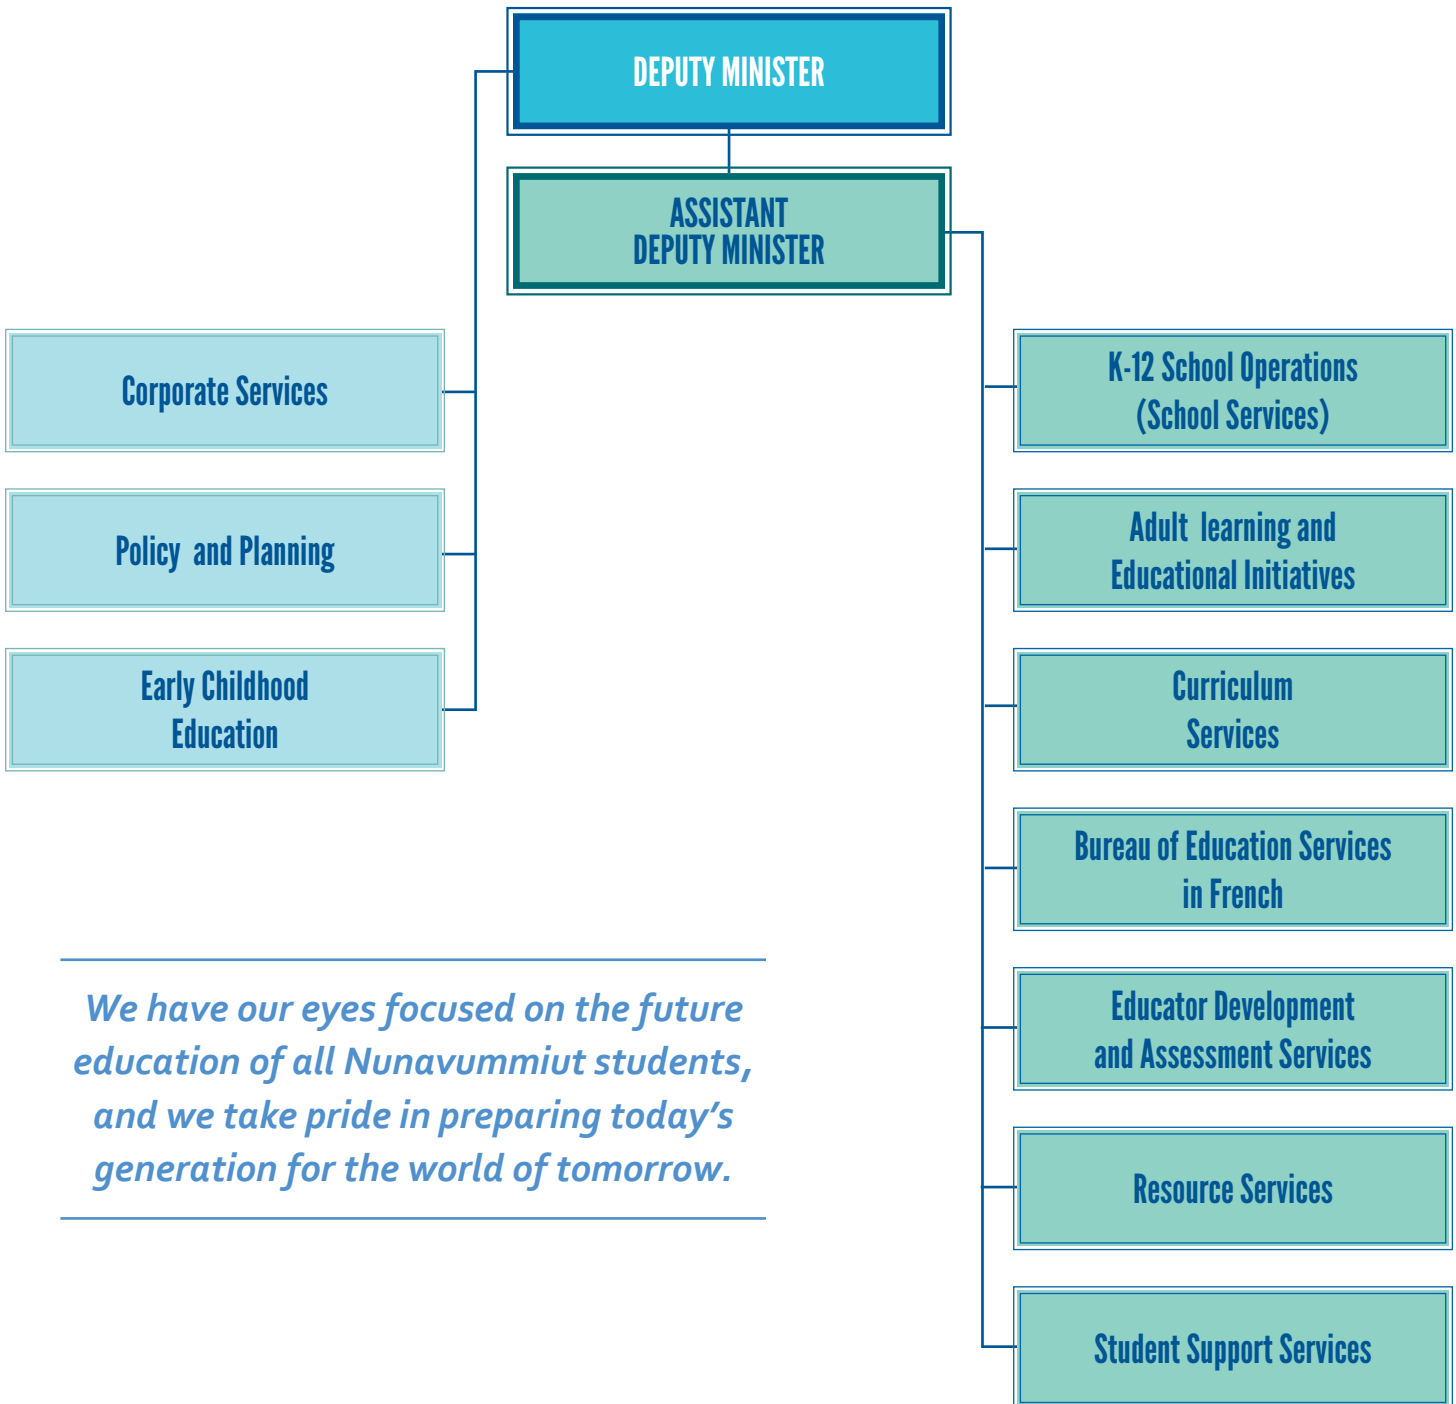 DEPUTY MINISTER
ASSISTANT
DEPUTY MINISTER
Corporate Services
Policy and Planning
Early Childhood
Education
K-12 School Operations
(School Services)
Adult learning and
Educational Initiatives
Curriculum
Services
Bureau of Education Services
in French
Educator Development
and Assessment Services
Resource Services
Student Support Services
We have our eyes focused on the future
education of all Nunavummiut students,
and we take pride in preparing today’s
generation for the world of tomorrow.